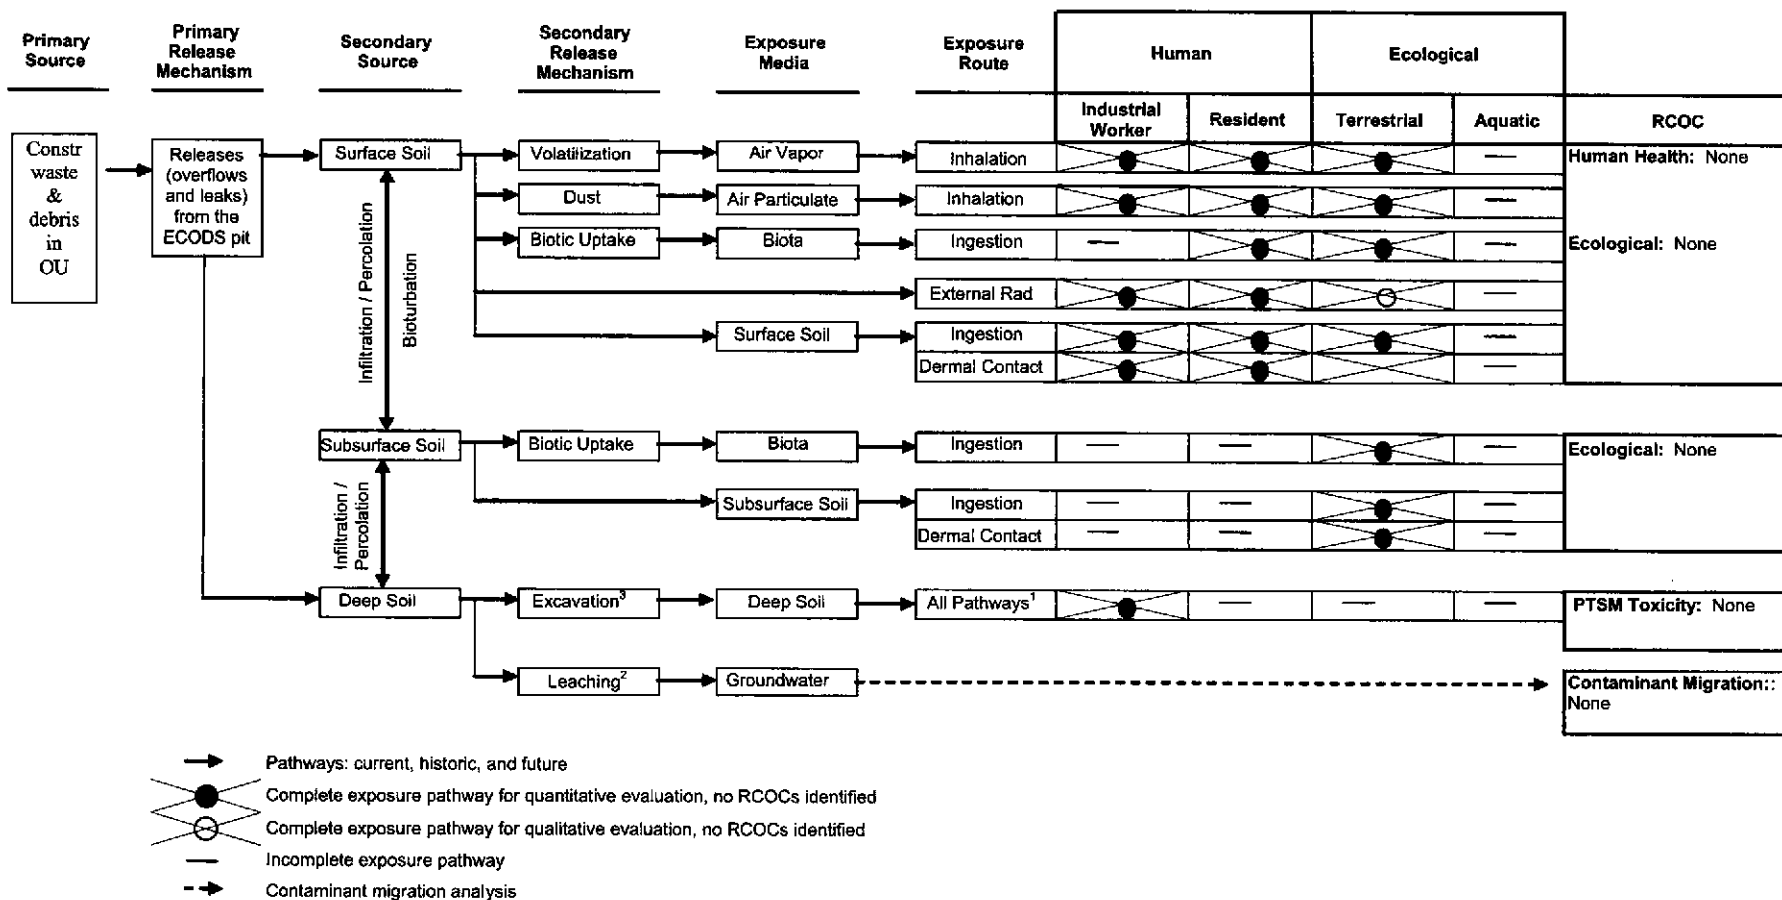 Primary
Source
Primary
Release
Mechanism
Secondary
Source
Secondary
Release
Mechanism
Exposure
Media
Exposure
Route
Human
Ecological
Industrial
Worker
Resident
Terrestrial
Aquatic
RCOC
Constr
waste
&
debris
in
OU
Releases
(overflows
and leaks)
from the
ECODS pit
Surface Soil
Volatilization
Air Vapor
Inhalation
—
Human Health: None
Dust
Air Particulate
Inhalation
—
Biotic Uptake
Biota
Ingestion
—
—
Ecological: None
External Rad
—
Surface Soil
Ingestion
—
Dermal Contact
—
Infiltration / Percolation
Bioturbation
Subsurface Soil
Biotic Uptake
Biota
Ingestion
—
—
—
Ecological: None
Subsurface Soil
Ingestion
—
—
—
Dermal Contact
—
—
—
Infiltration /
Percolation
Deep Soil
Excavation³
Deep Soil
All Pathways¹
—
—
—
PTSM Toxicity: None
Leaching²
Groundwater
Contaminant Migration::
None
Pathways: current, historic, and future
Complete exposure pathway for quantitative evaluation, no RCOCs identified
Complete exposure pathway for qualitative evaluation, no RCOCs identified
— Incomplete exposure pathway
Contaminant migration analysis